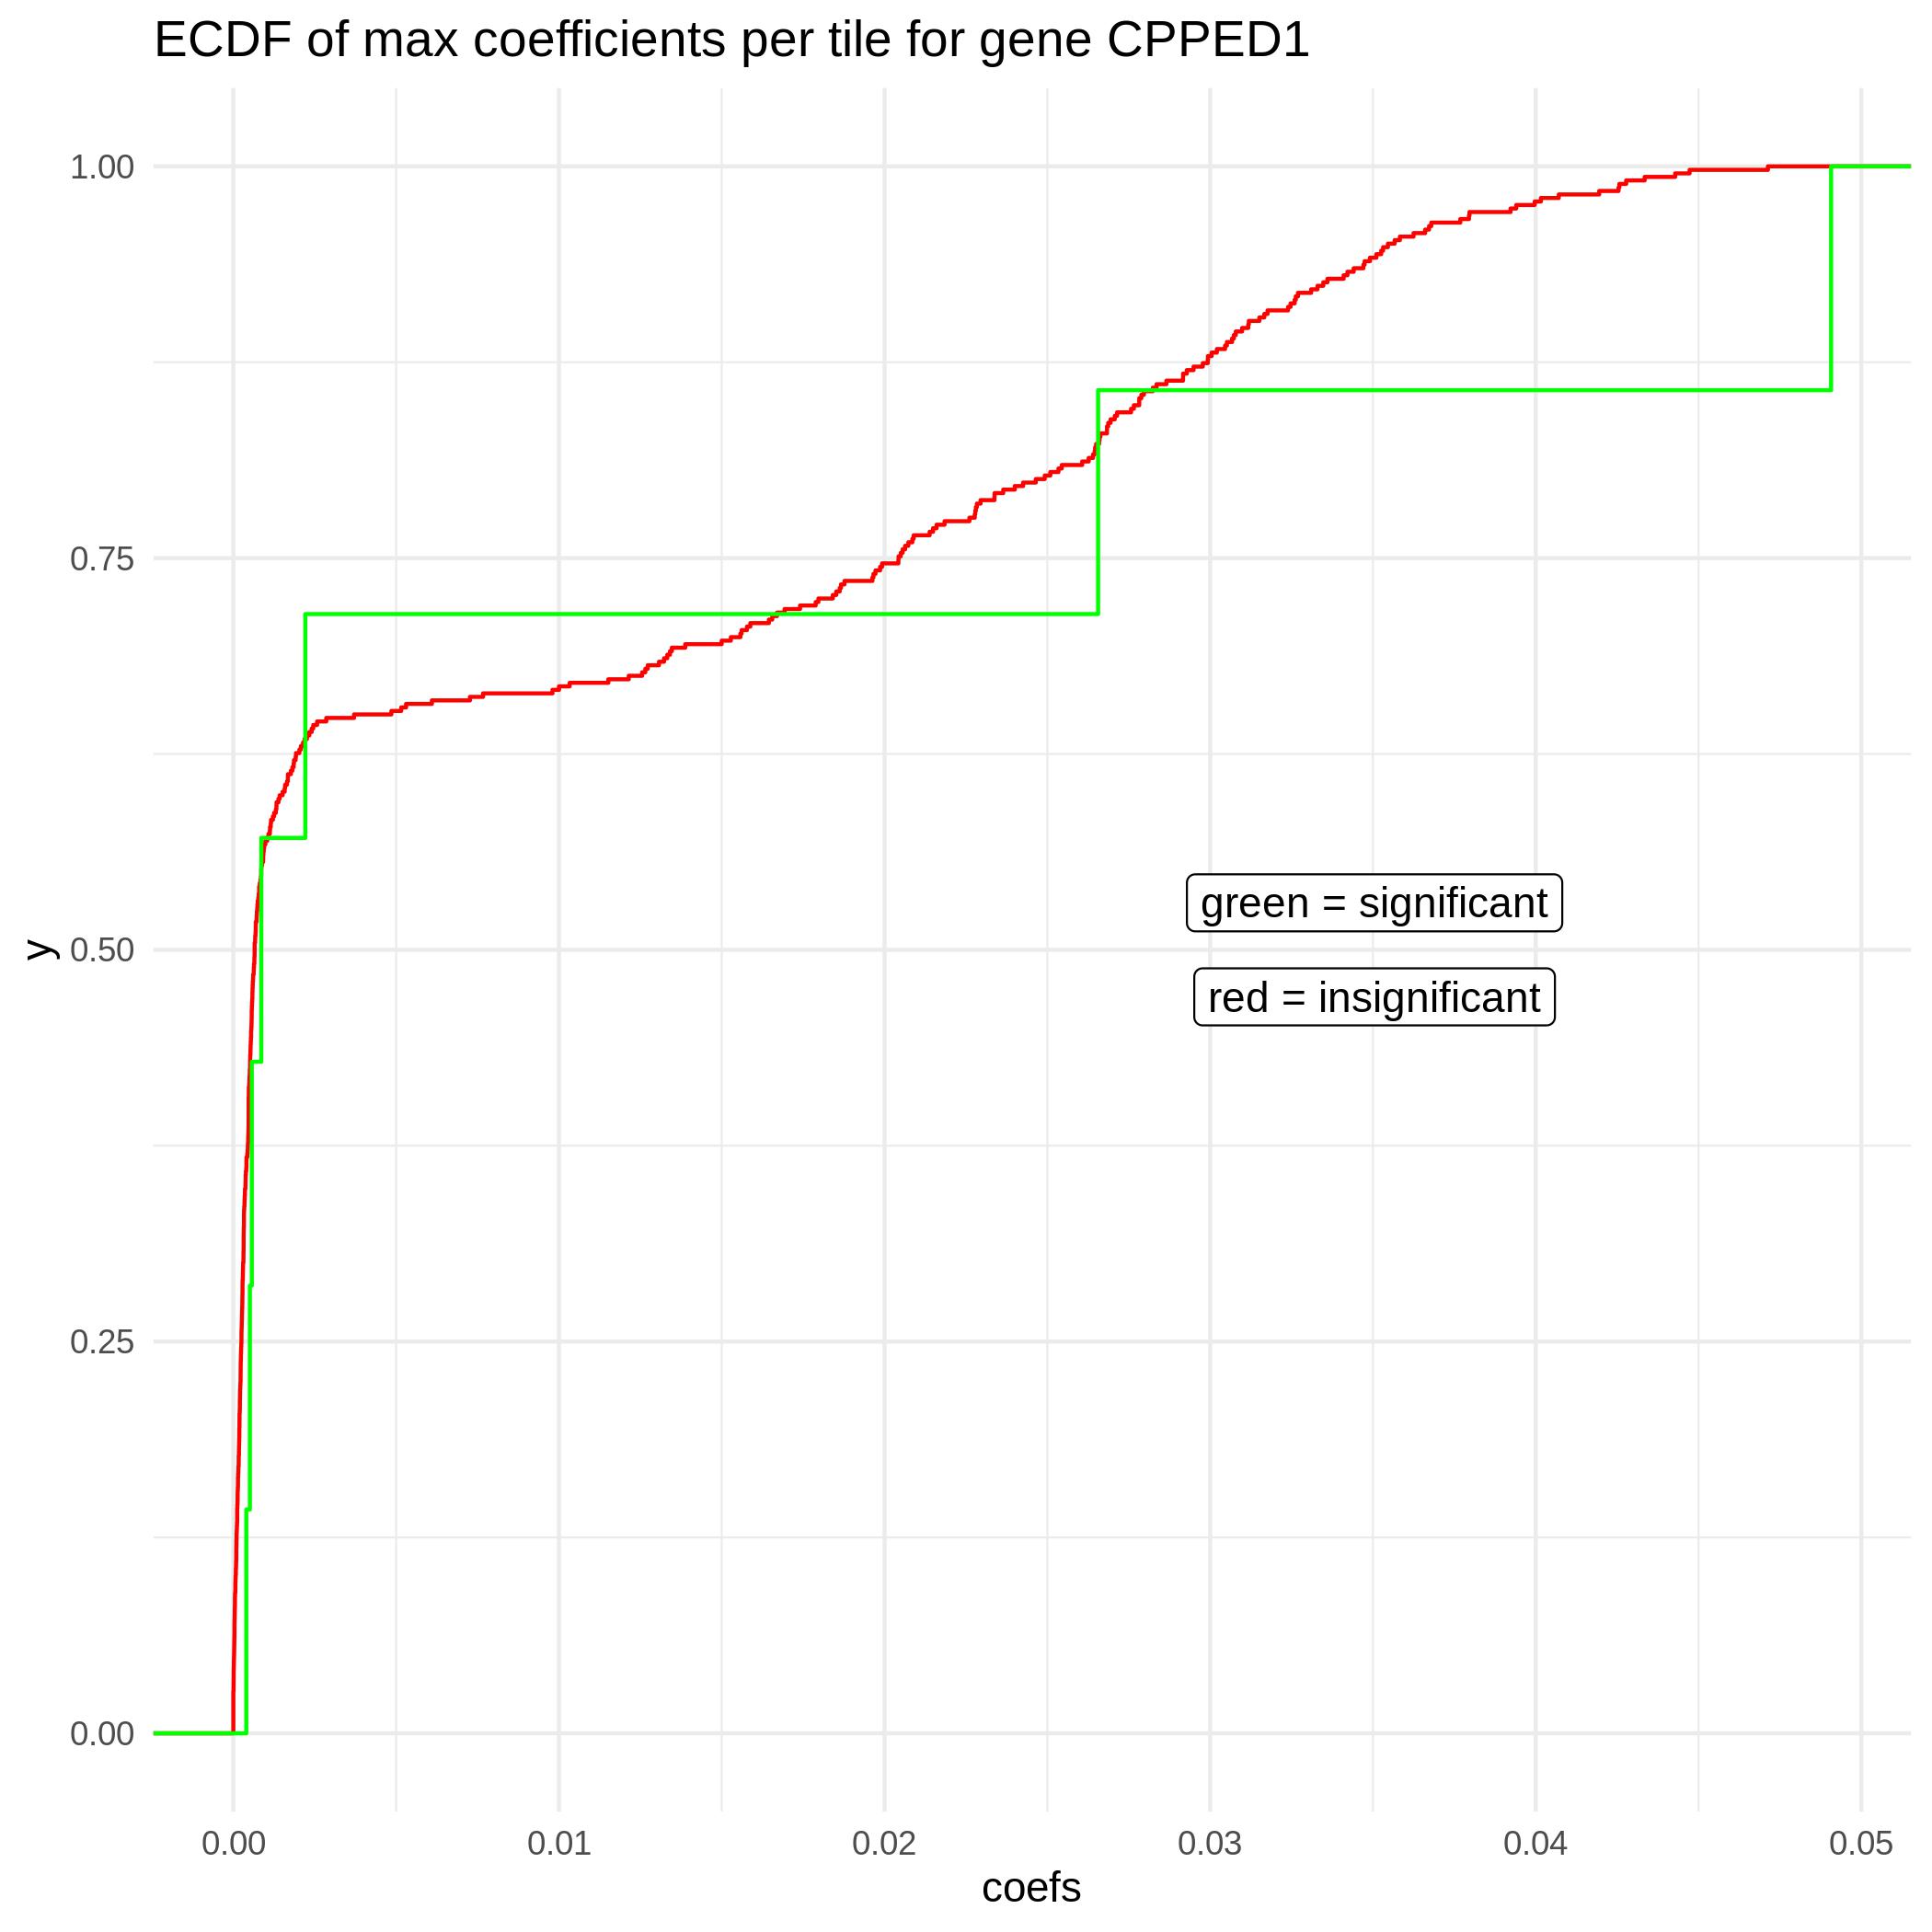 ECDF of max coefficients per tile for gene CPPED1
1.00
0.75
0.50
0.25
0.00
y
green = significant
red = insignificant
0.00 0.01 0.02 0.03 0.04 0.05
coefs